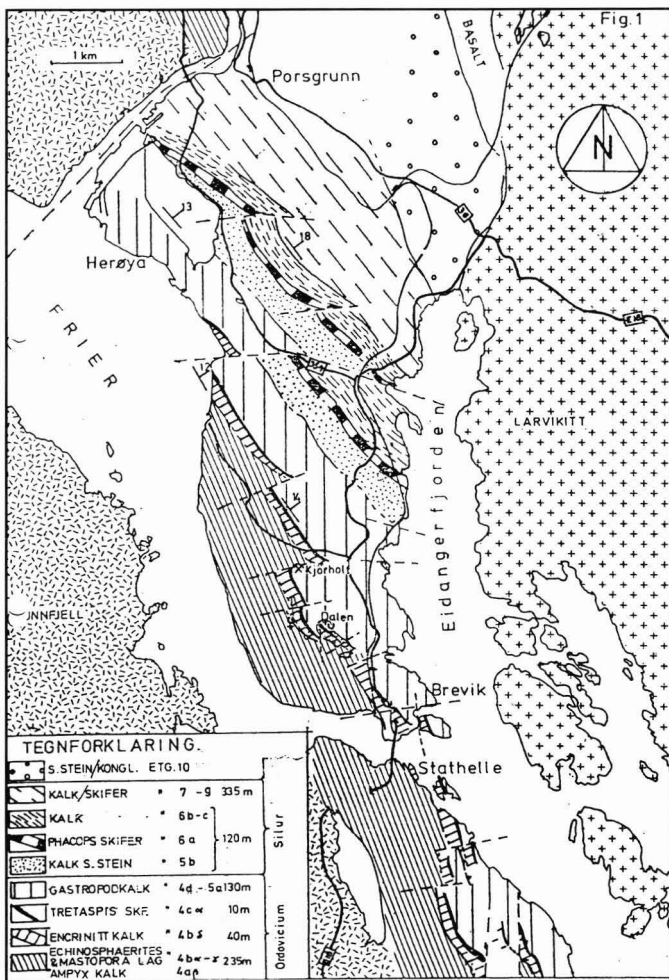 Fig.1
1 km
Porsgrunn
BASALT
N
13
18
Herøya
FRIER
LARVIKITT
Eidangerfjorden
Kjørholt
Dalen
INNFJELL
Brevik
Stathelle
TEGNFORKLARING.
S.STEIN/KONGL. ETG.10
KALK/SKIFER " 7 - 9 335m
KALK " 6b-c
PHACOPS SKIFER " 6a 120m
KALK S.STEIN " 5b
Silur
GASTROPODKALK " 4d - 5a 130m
TRETASPIS SKF. " 4c α 10m
ENCRINITT KALK " 4b δ 40m
ECHINOSPHAERITES
&MASTOPORA LAG " 4bα-γ 235m
AMPYX KALK 4aβ
Ordovicium